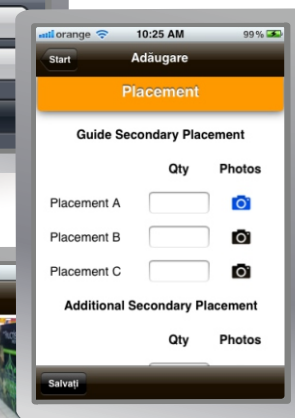 orange 10:25 AM 99%
Start Adăugare
Placement
Guide Secondary Placement
Qty Photos
Placement A
Placement B
Placement C
Additional Secondary Placement
Qty Photos
Salvați